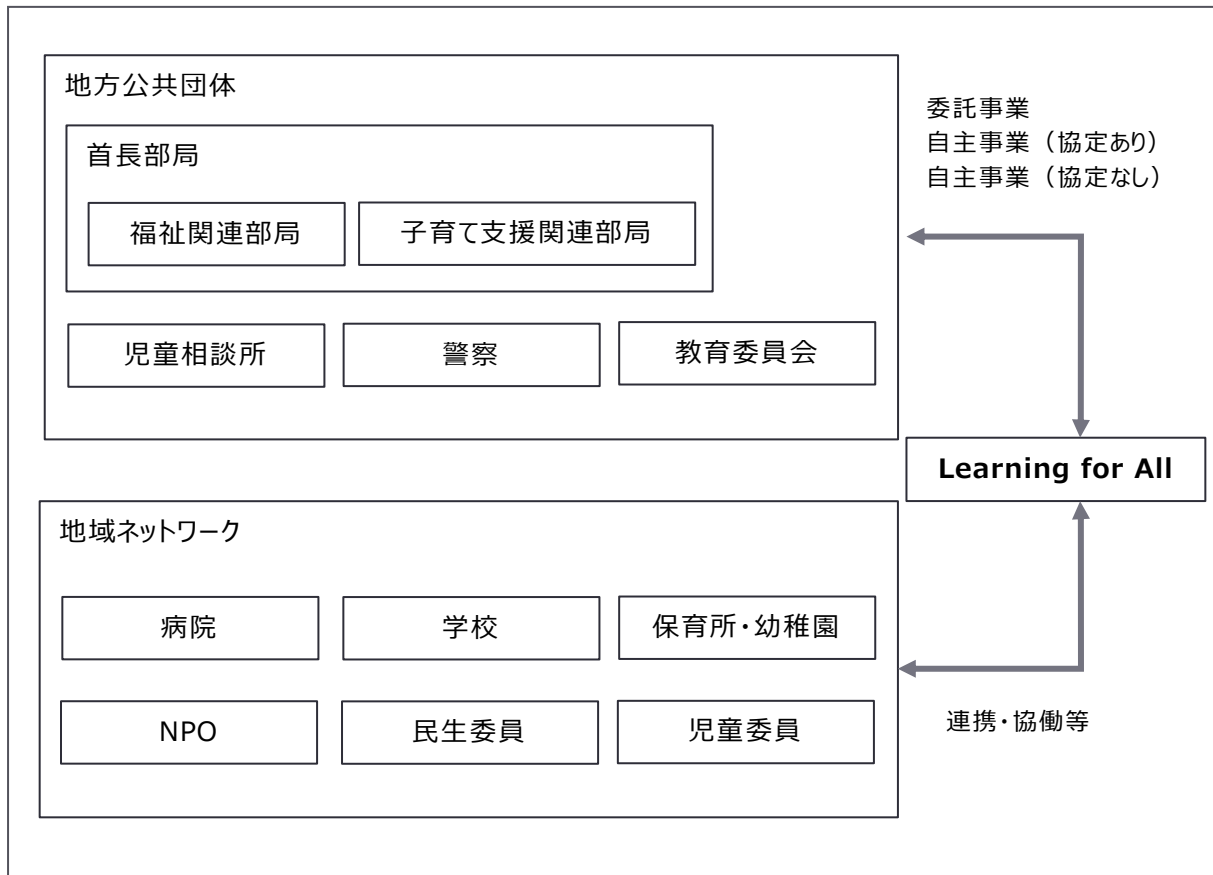 地方公共団体
首長部局
福祉関連部局
子育て支援関連部局
児童相談所
警察
教育委員会
委託事業
自主事業（協定あり）
自主事業（協定なし）
Learning for All
地域ネットワーク
病院
学校
保育所・幼稚園
NPO
民生委員
児童委員
連携・協働等